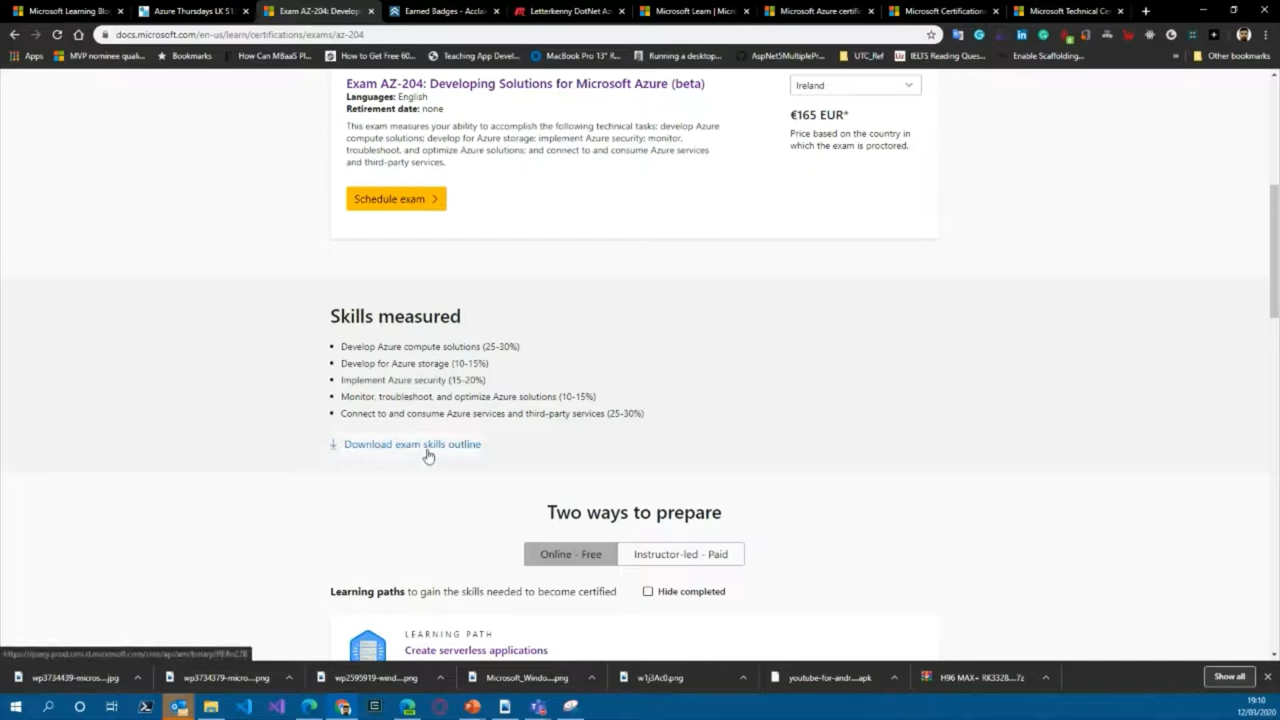 Microsoft Learning Blo
Azure Thursdays LK S1
Exam AZ-204: Develop
Earned Badges - Acclai
Letterkenny DotNet Az
Microsoft Learn | Micro
Microsoft Azure certifi
Microsoft Certification
Microsoft Technical Cer
docs.microsoft.com/en-us/learn/certifications/exams/az-204
Apps
MVP nominee quali...
Bookmarks
How Can MBaaS Pl...
How to Get Free 60...
Teaching App Devel...
MacBook Pro 13" R...
Running a desktop...
AspNet5MultiplePr...
UTC_Ref
IELTS Reading Ques...
Enable Scaffolding...
Other bookmarks
Exam AZ-204: Developing Solutions for Microsoft Azure (beta)
Languages: English
Retirement date: none
This exam measures your ability to accomplish the following technical tasks: develop Azure
compute solutions; develop for Azure storage; implement Azure security; monitor,
troubleshoot, and optimize Azure solutions; and connect to and consume Azure services
and third-party services.
Schedule exam
Ireland
€165 EUR*
Price based on the country in
which the exam is proctored.
Skills measured
• Develop Azure compute solutions (25-30%)
• Develop for Azure storage (10-15%)
• Implement Azure security (15-20%)
• Monitor, troubleshoot, and optimize Azure solutions (10-15%)
• Connect to and consume Azure services and third-party services (25-30%)
Download exam skills outline
Two ways to prepare
Online - Free
Instructor-led - Paid
Learning paths to gain the skills needed to become certified
Hide completed
LEARNING PATH
Create serverless applications
wp3734439-micros....jpg
wp3734379-micro....png
wp2595919-wind....png
Microsoft_Windo....png
w1j3Ac0.png
youtube-for-andr....apk
H96 MAX+ RK3328....7z
Show all
19:10
12/03/2020